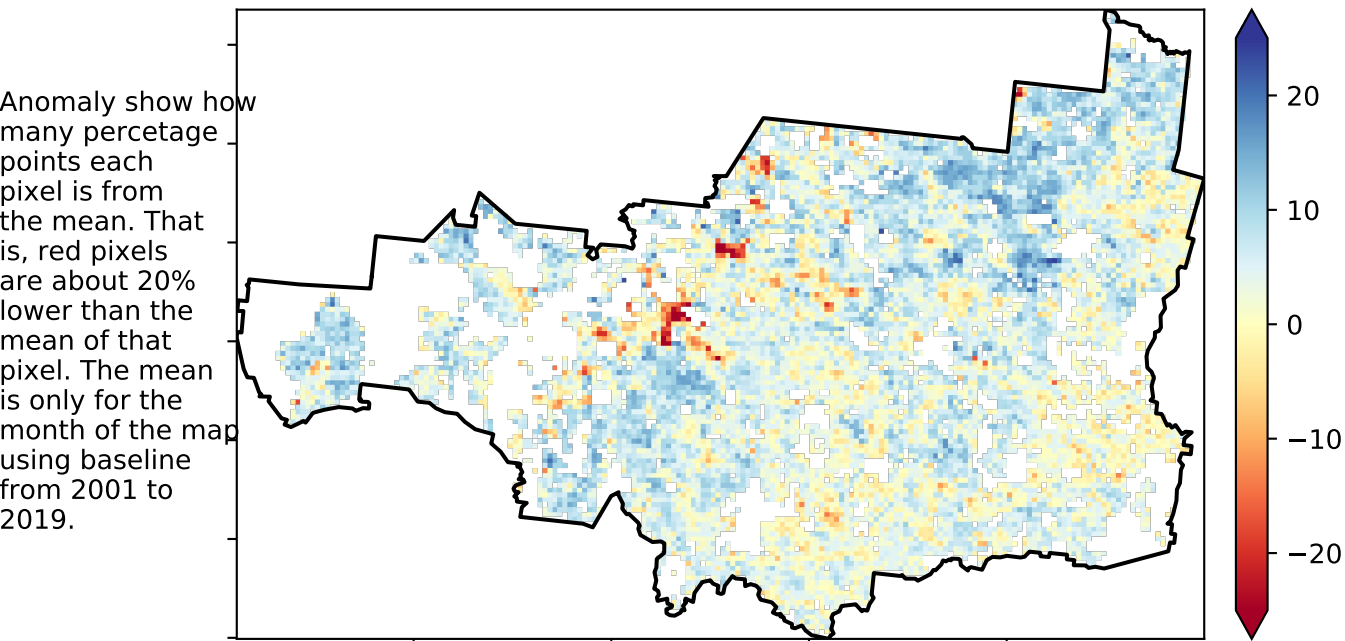 Anomaly show how
many percetage
points each
pixel is from
the mean. That
is, red pixels
are about 20%
lower than the
mean of that
pixel. The mean
is only for the
month of the map
using baseline
from 2001 to
2019.
20
10
0
−10
−20